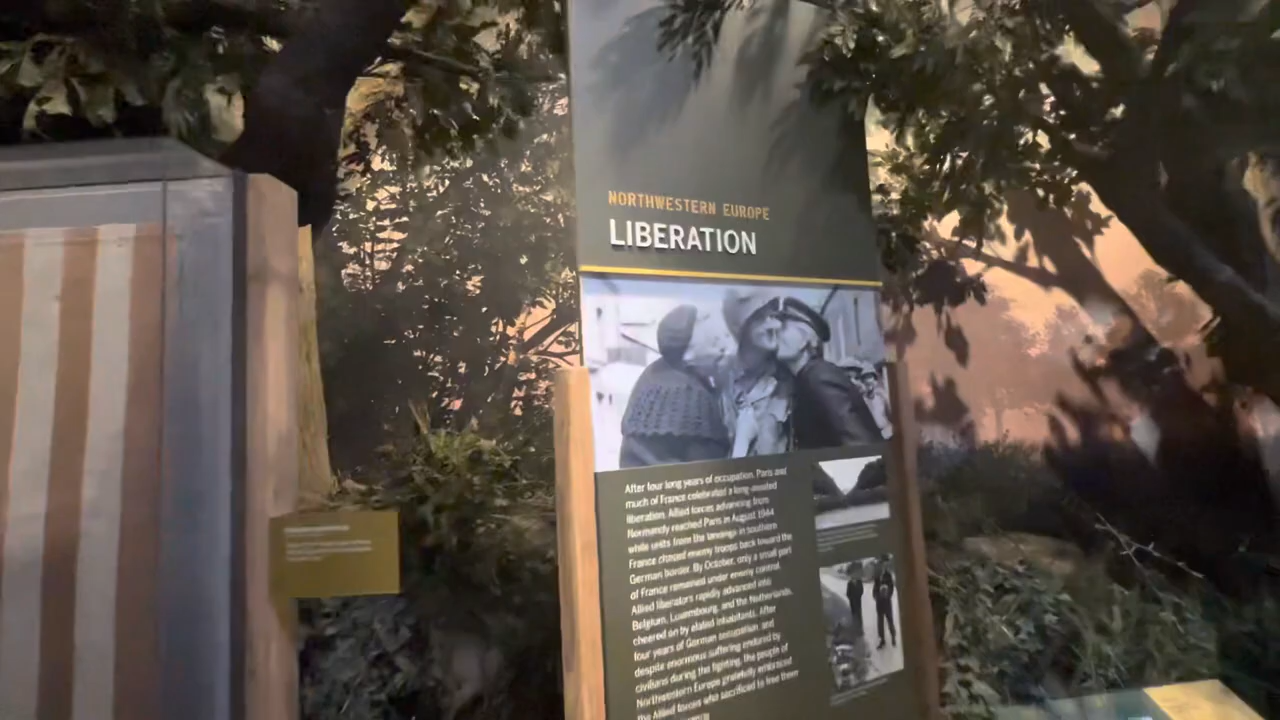 NORTHWESTERN EUROPE
LIBERATION
After four long years of occupation, Paris and
much of France celebrated a long-awaited
liberation. Allied forces advancing from
Normandy reached Paris in August 1944
while units from the landings in southern
France chased enemy troops back toward the
German border. By October, only a small part
of France remained under enemy control.
Allied liberators rapidly advanced into
Belgium, Luxembourg, and the Netherlands,
cheered on by elated inhabitants. After
four years of German occupation, and
despite enormous suffering endured by
civilians during the fighting, the people of
Northwestern Europe gratefully embraced
the Allied forces who sacrificed to free them